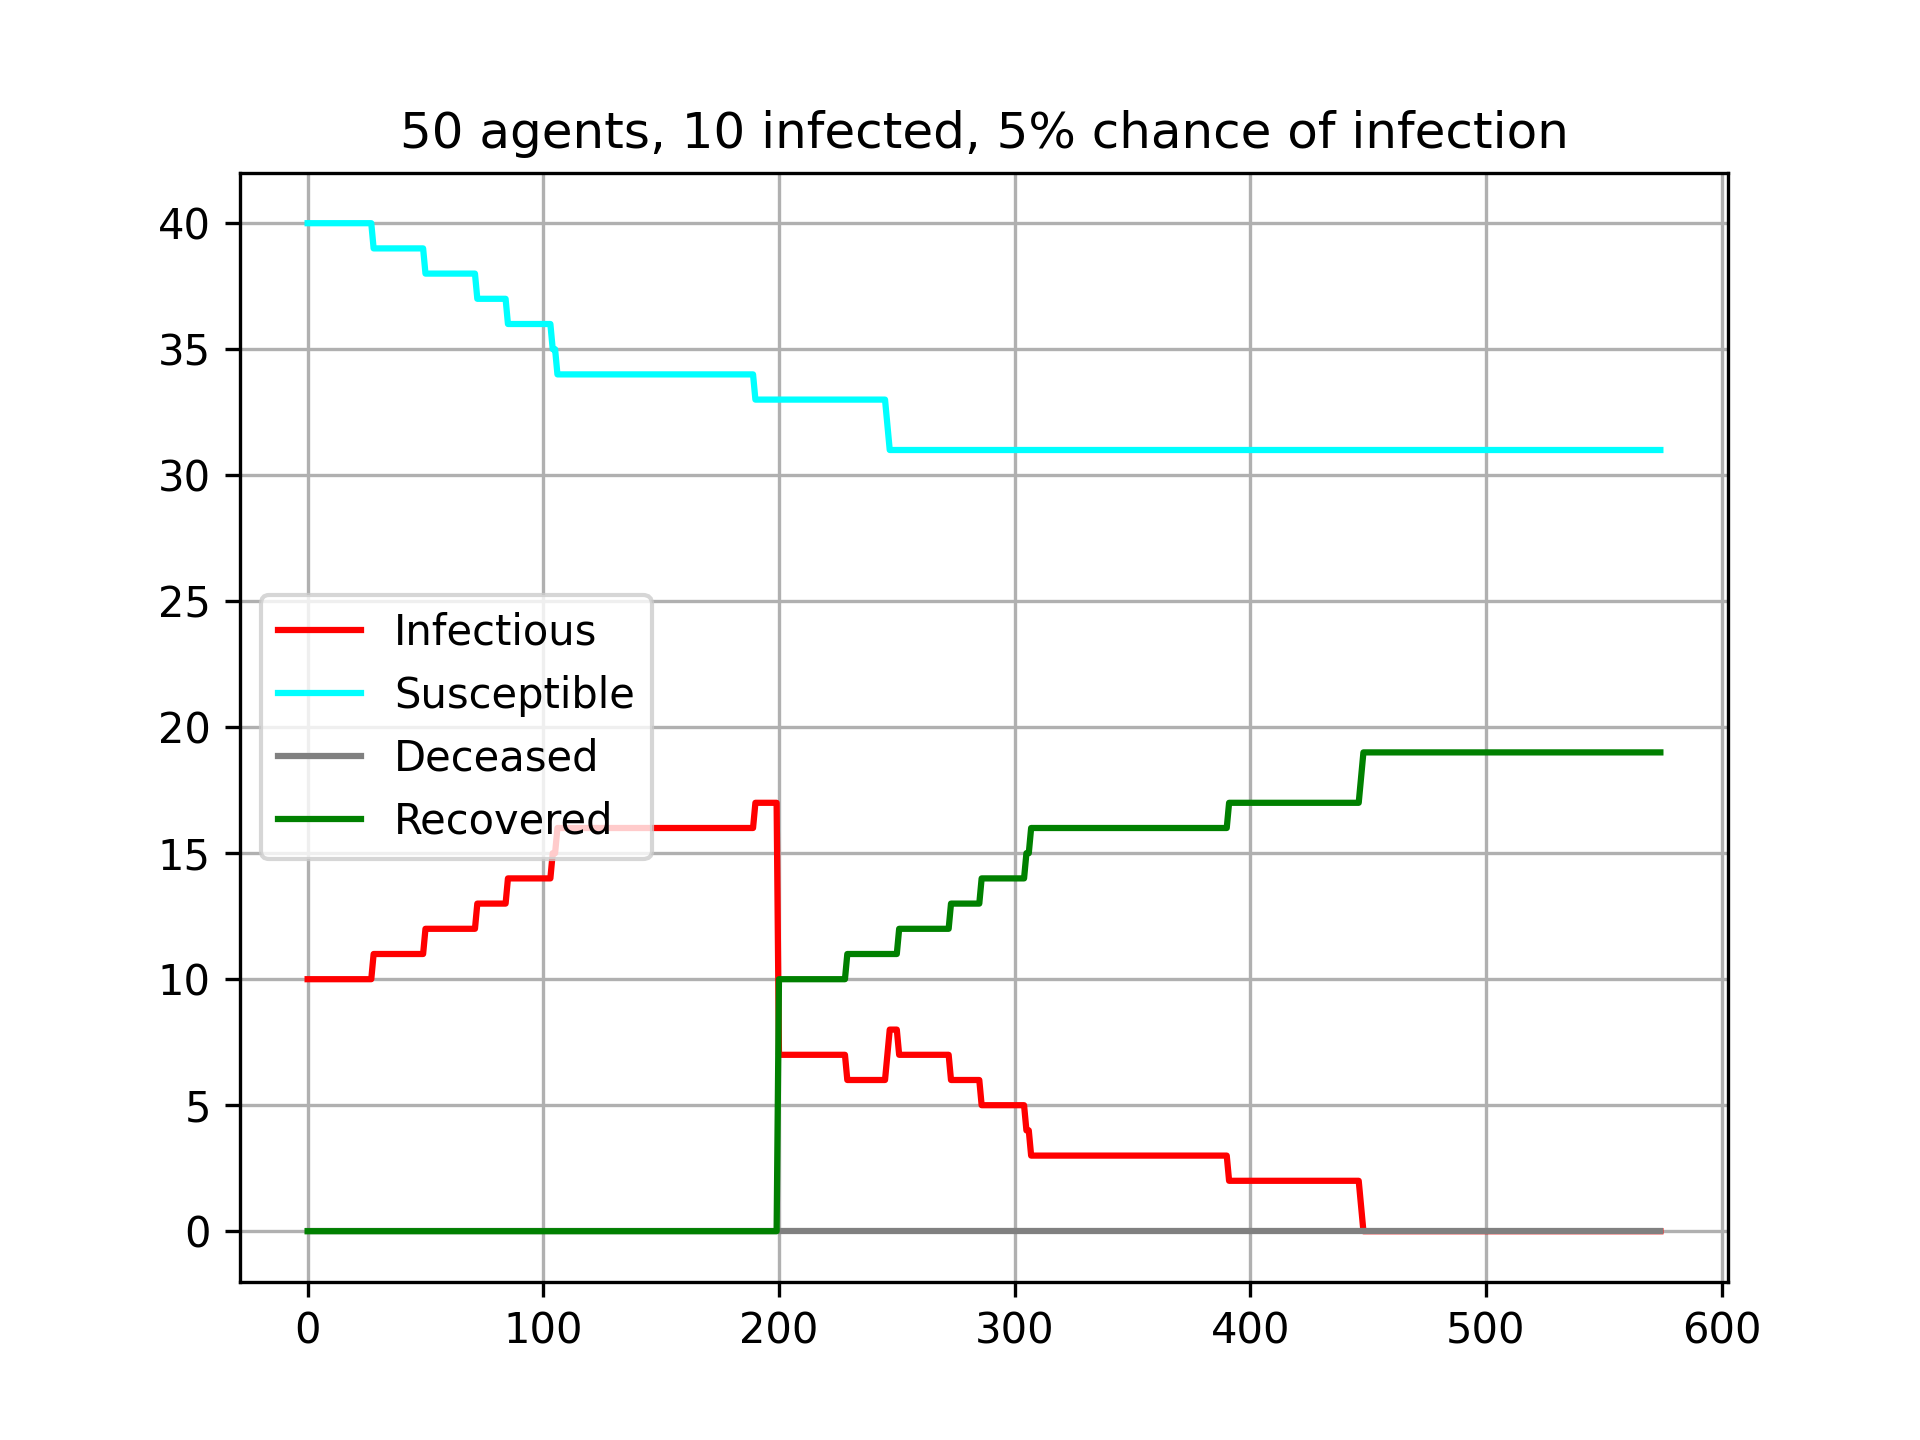 50 agents, 10 infected, 5% chance of infection
40
35
30
25
20
15
10
5
0
Infectious
Susceptible
Deceased
Recovered
0 100 200 300 400 500 600